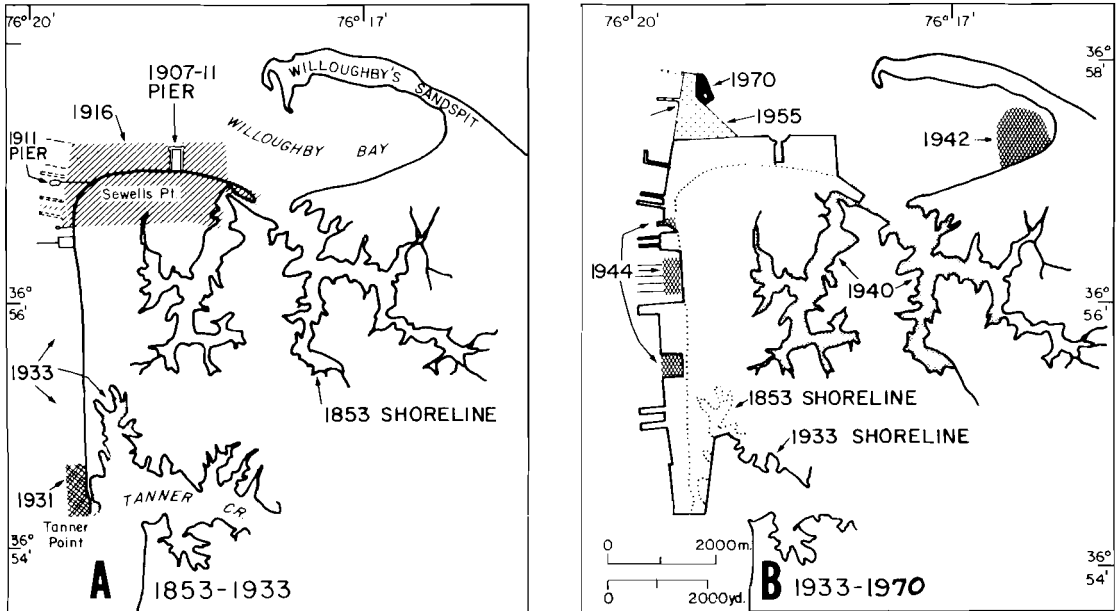 76° 20'
76° 17'
WILLOUGHBY'S SANDSPIT
1907-11
PIER
1916
WILLOUGHBY BAY
1911
PIER
Sewells Pt.
36°
56'
1933
1853 SHORELINE
1931
TANNER CR.
Tanner
Point
36°
54'
A 1853-1933
76° 20'
76° 17'
36°
58'
1970
1955
1942
1944
1940
36°
56'
1853 SHORELINE
1933 SHORELINE
0 2000m.
0 2000yd.
36°
54'
B 1933-1970